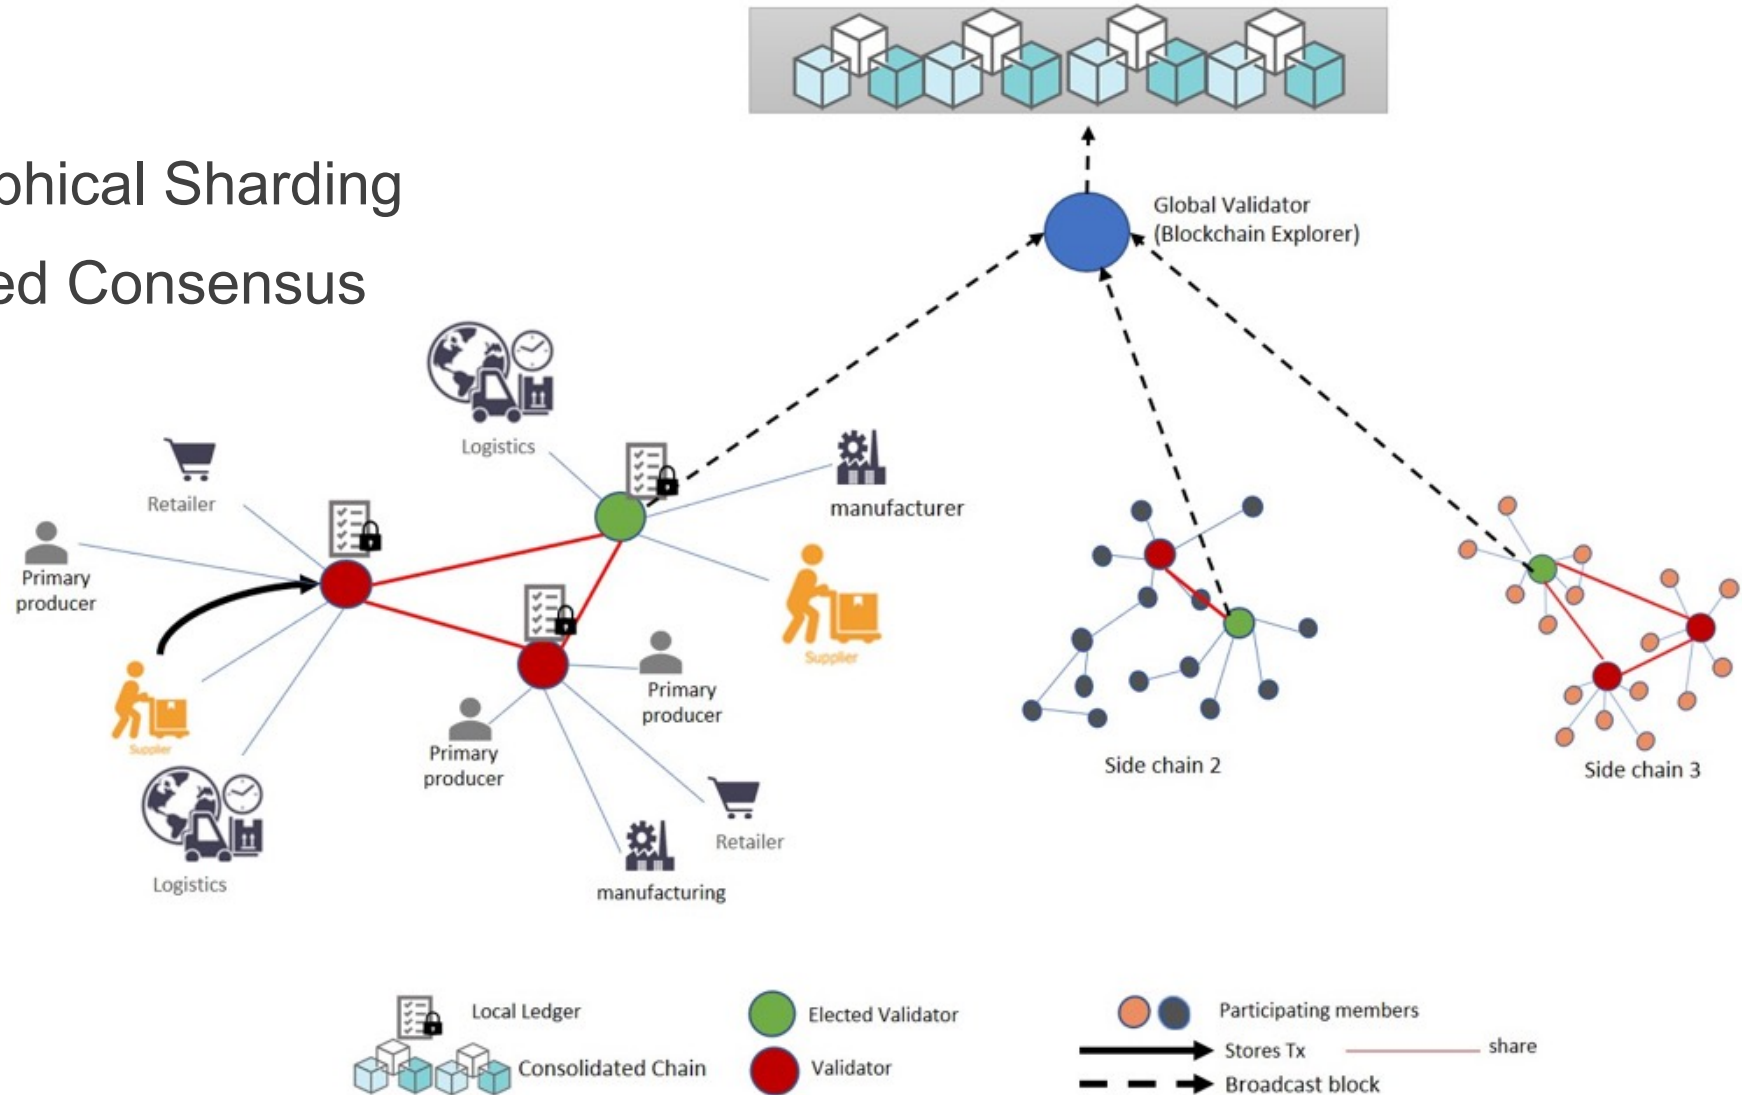 phical Sharding
ed Consensus
Global Validator
(Blockchain Explorer)
Logistics
Retailer
manufacturer
Primary
producer
Supplier
Primary
producer
Supplier
Primary
producer
Side chain 2
Side chain 3
Retailer
Logistics
manufacturing
Local Ledger
Elected Validator
Participating members
Stores Tx
share
Consolidated Chain
Validator
Broadcast block